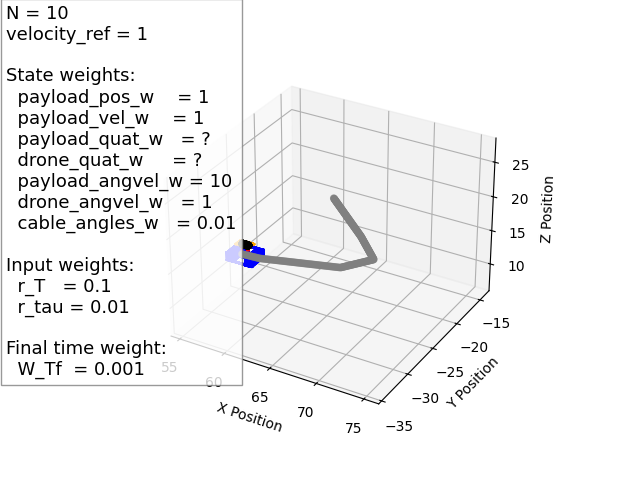 N = 10
velocity_ref = 1
State weights:
payload_pos_w = 1
payload_vel_w = 1
payload_quat_w = ?
drone_quat_w = ?
payload_angvel_w = 10
drone_angvel_w = 1
cable_angles_w = 0.01
Input weights:
r_T = 0.1
r_tau = 0.01
Final time weight:
W_Tf = 0.001
55
60
65
70
75
X Position
−35
−30
−25
−20
−15
Y Position
10
15
20
25
Z Position